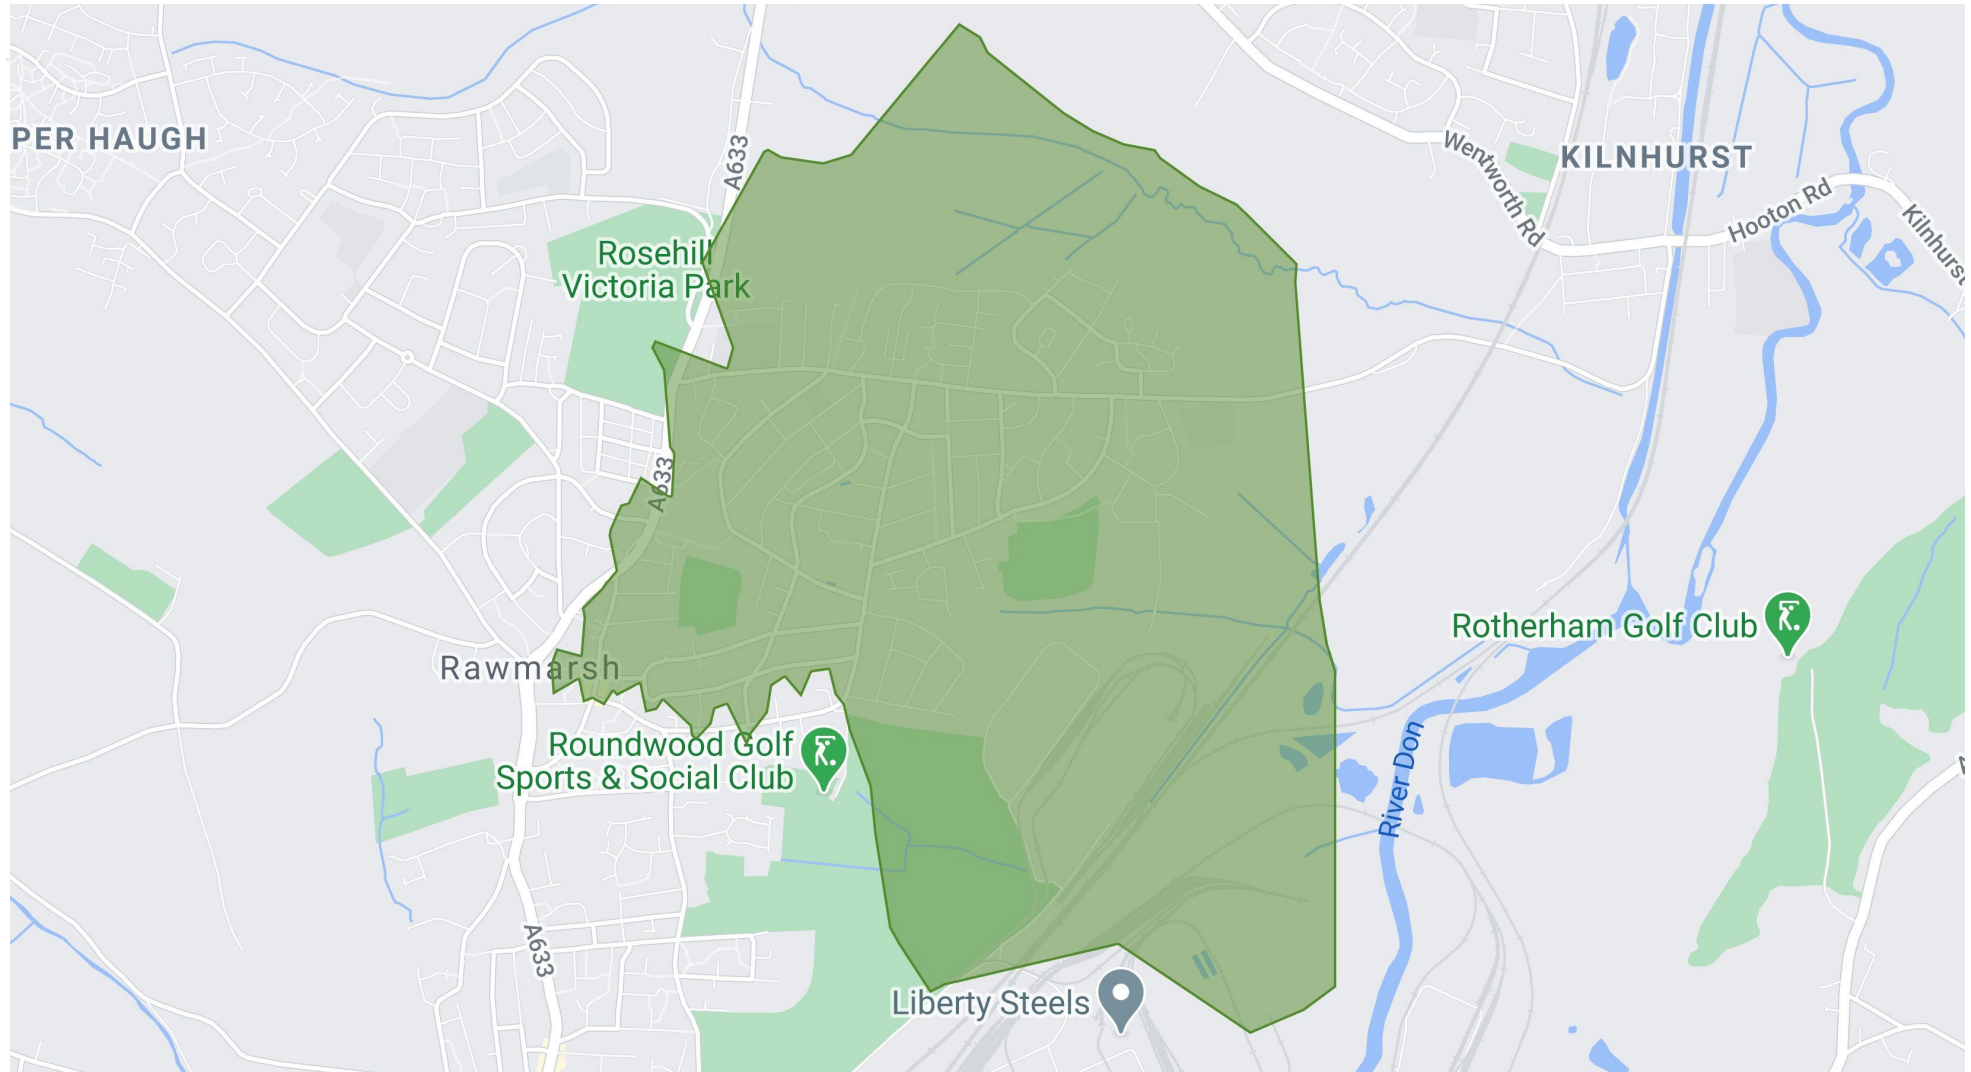 PER HAUGH
A633
KILNHURST
Wentworth Rd
Hooton Rd
Kilnhurst
Rosehill
Victoria Park
A633
Rotherham Golf Club
Rawmarsh
Roundwood Golf
Sports & Social Club
River Don
A633
Liberty Steels